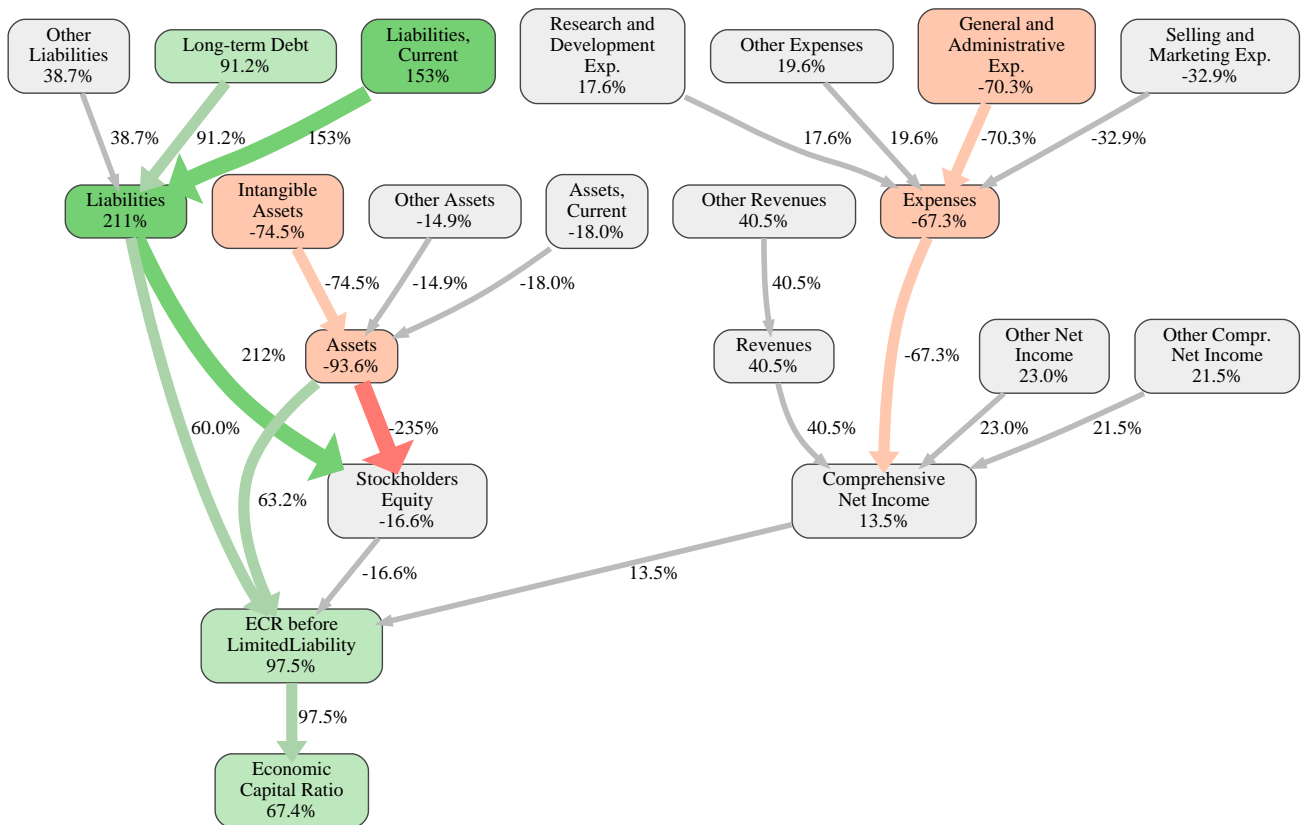 Other
Liabilities
38.7%
Long-term Debt
91.2%
Liabilities,
Current
153%
Research and
Development
Exp.
17.6%
Other Expenses
19.6%
General and
Administrative
Exp.
-70.3%
Selling and
Marketing Exp.
-32.9%
38.7%
91.2%
153%
17.6%
19.6%
-70.3%
-32.9%
Liabilities
211%
Intangible
Assets
-74.5%
Other Assets
-14.9%
Assets,
Current
-18.0%
Other Revenues
40.5%
Expenses
-67.3%
-74.5%
-14.9%
-18.0%
40.5%
212%
Assets
-93.6%
Revenues
40.5%
-67.3%
Other Net
Income
23.0%
Other Compr.
Net Income
21.5%
60.0%
-235%
40.5%
23.0%
21.5%
63.2%
Stockholders
Equity
-16.6%
Comprehensive
Net Income
13.5%
-16.6%
13.5%
ECR before
LimitedLiability
97.5%
97.5%
Economic
Capital Ratio
67.4%